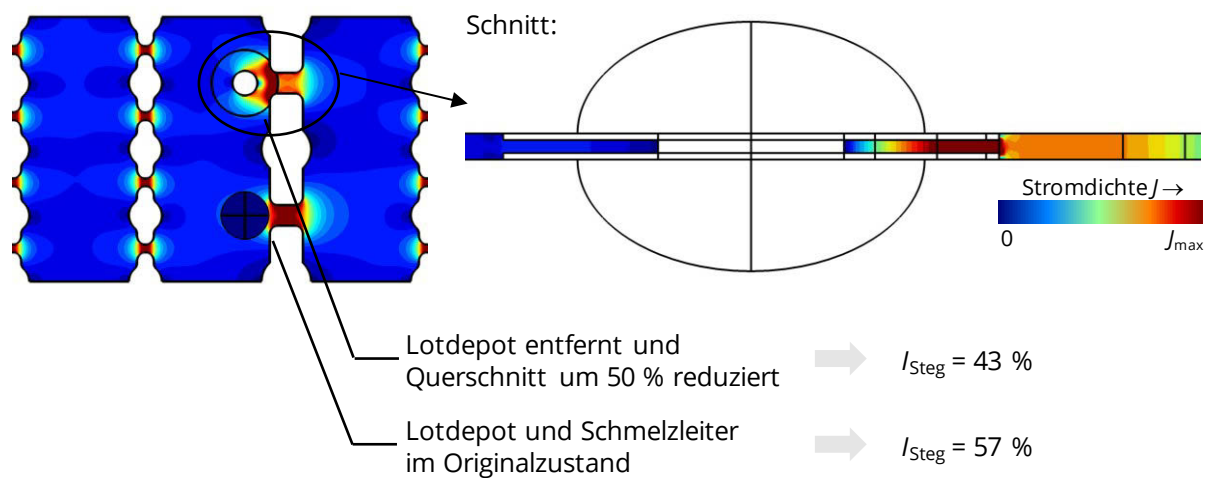 Schnitt:
Stromdichte J →
0
Jmax
Lotdepot entfernt und
Querschnitt um 50 % reduziert
ISteg = 43 %
Lotdepot und Schmelzleiter
im Originalzustand
ISteg = 57 %